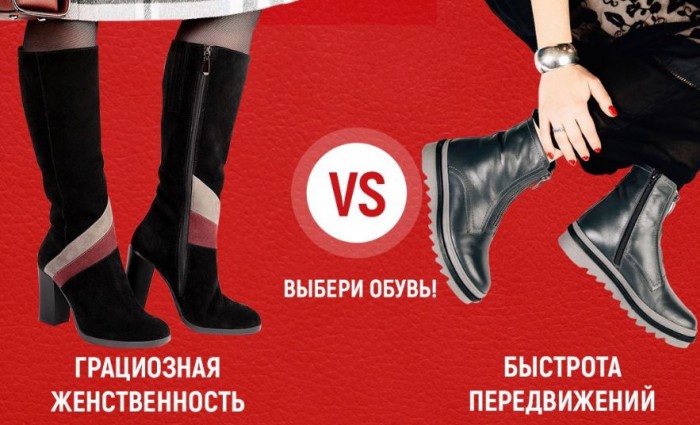 VS
ВЫБЕРИ ОБУВЬ!
ГРАЦИОЗНАЯ
ЖЕНСТВЕННОСТЬ
БЫСТРОТА
ПЕРЕДВИЖЕНИЙ